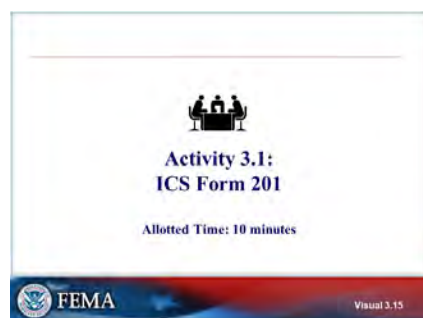 Activity 3.1:
ICS Form 201
Allotted Time: 10 minutes
FEMA
Visual 3.15